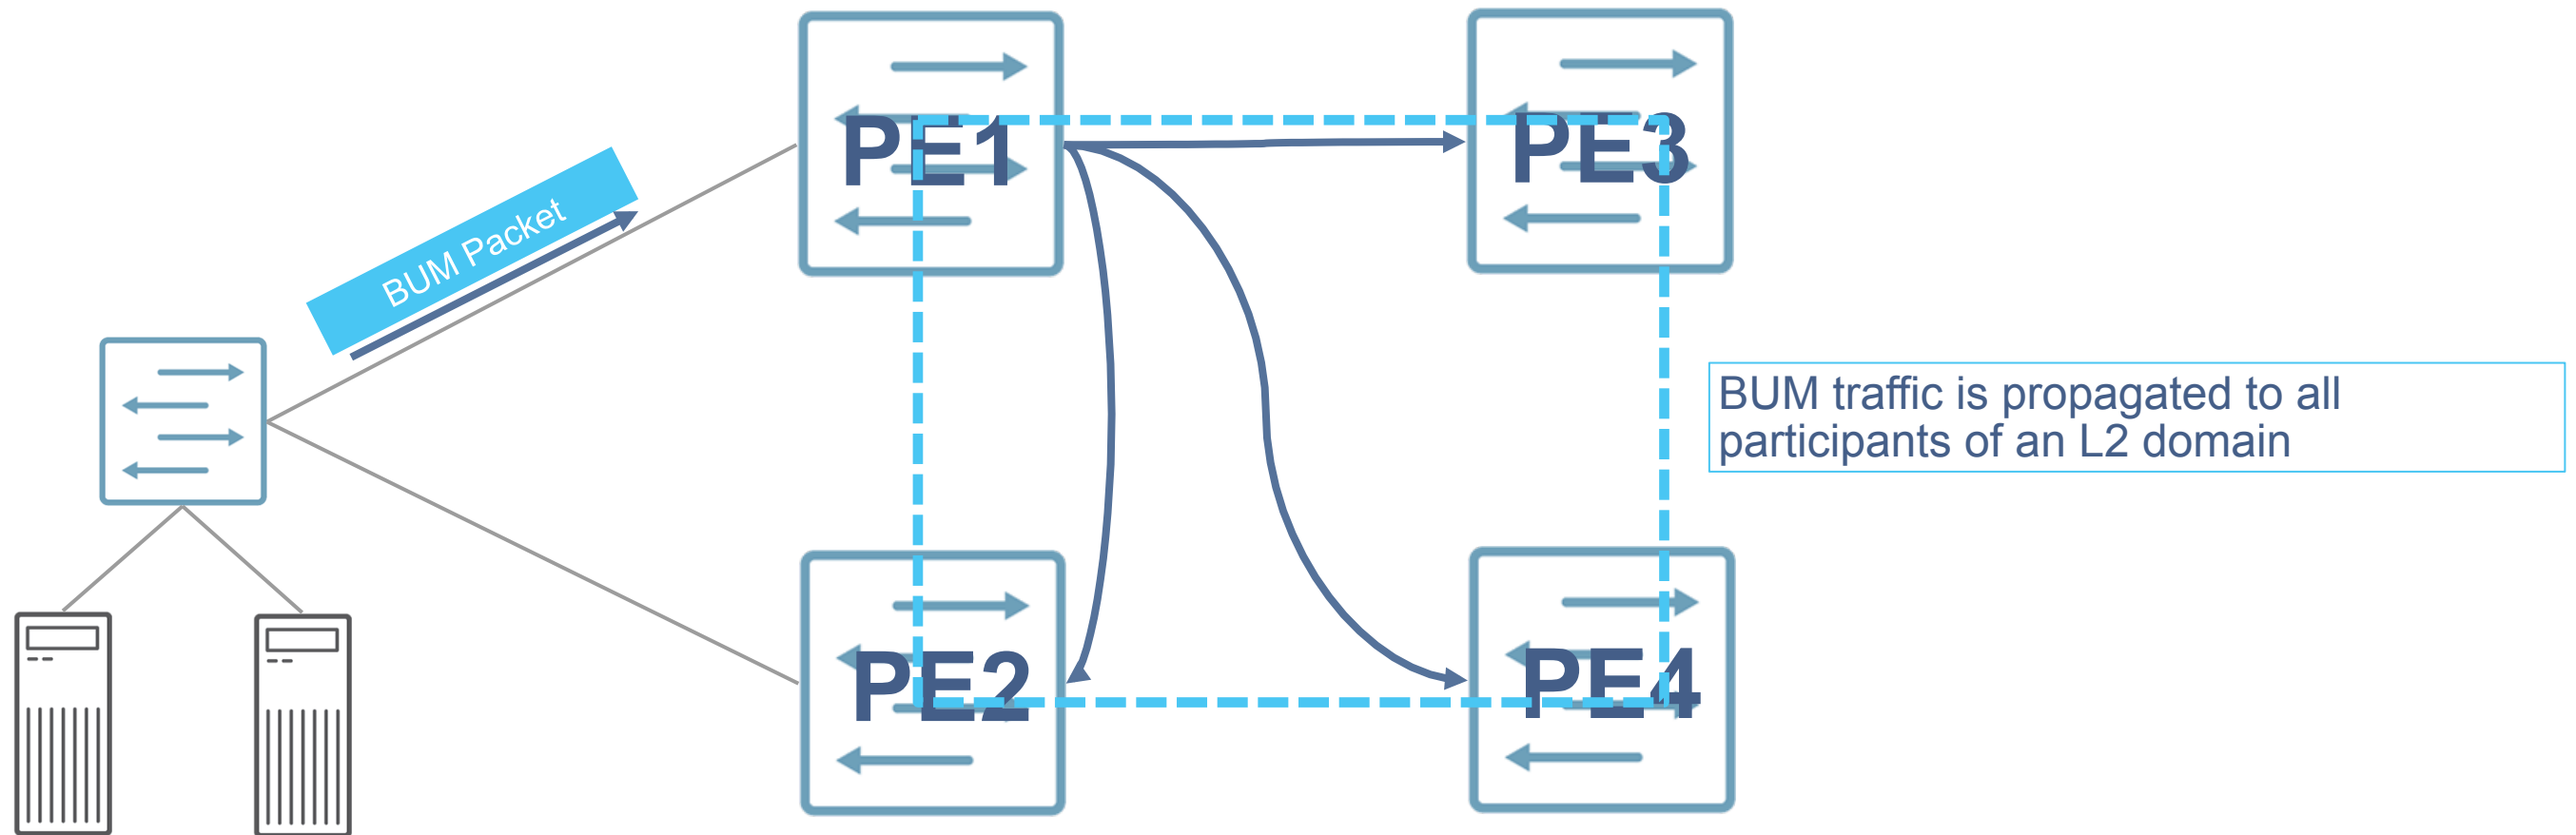 PE1
PE3
BUM Packet
BUM traffic is propagated to all
participants of an L2 domain
PE2
PE4